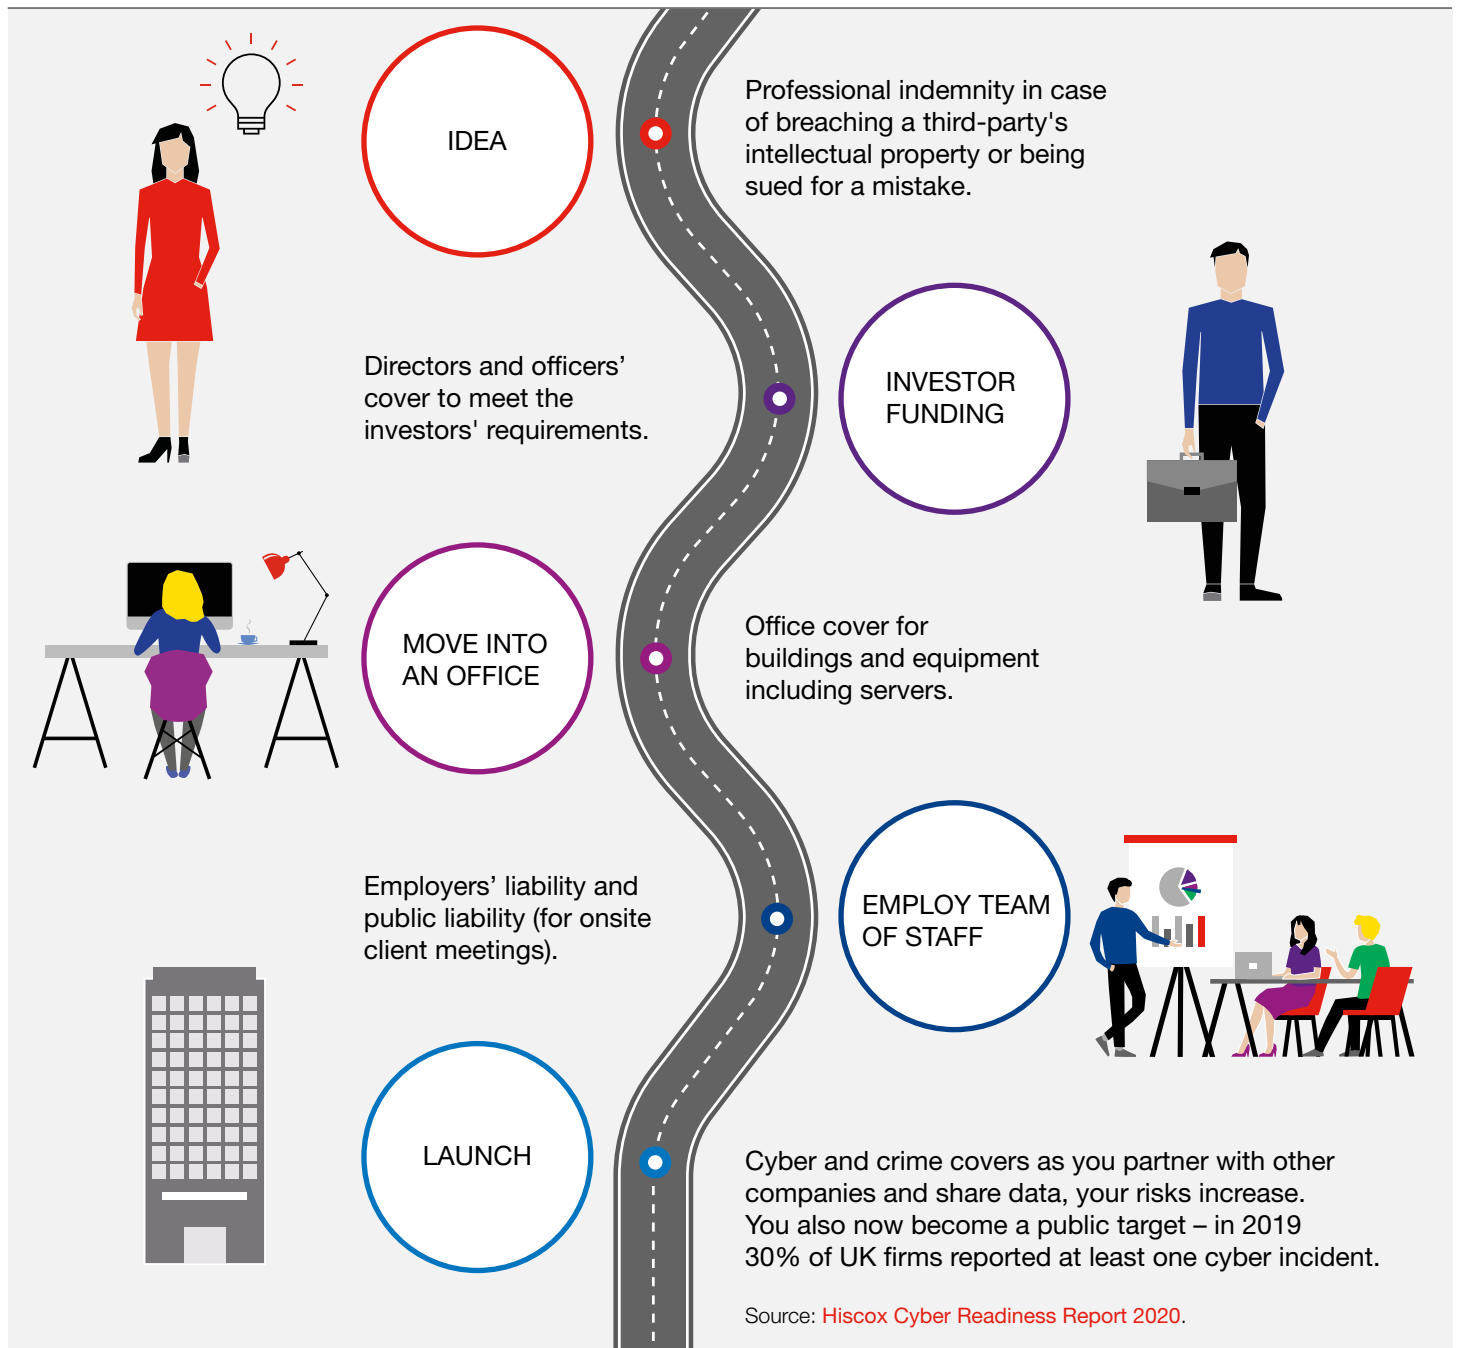 IDEA
Professional indemnity in case
of breaching a third-party's
intellectual property or being
sued for a mistake.
INVESTOR
FUNDING
Directors and officers’
cover to meet the
investors' requirements.
MOVE INTO
AN OFFICE
Office cover for
buildings and equipment
including servers.
EMPLOY TEAM
OF STAFF
Employers’ liability and
public liability (for onsite
client meetings).
LAUNCH
Cyber and crime covers as you partner with other
companies and share data, your risks increase.
You also now become a public target – in 2019
30% of UK firms reported at least one cyber incident.
Source: Hiscox Cyber Readiness Report 2020.